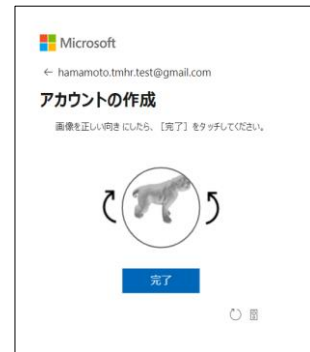 Microsoft
← hamamoto.tmhr.test@gmail.com
アカウントの作成
画像を正しい向きにしたら、[完了] をタッチしてください。
完了